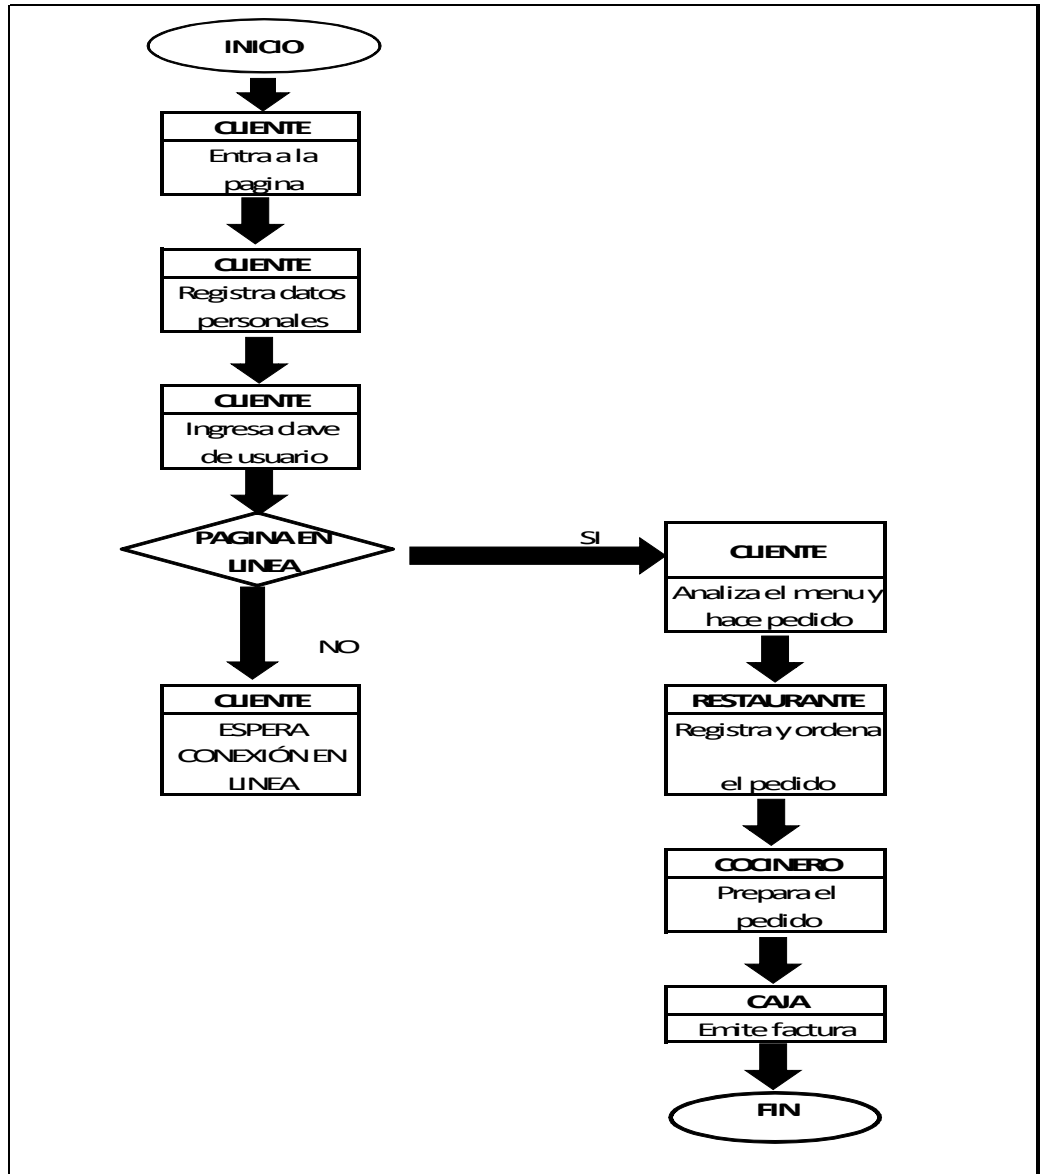 INICIO
CLIENTE
Entra a la
pagina
CLIENTE
Registra datos
personales
CLIENTE
Ingresa clave
de usuario
PAGINA EN
LINEA
SI
NO
CLIENTE
ESPERA
CONEXIÓN EN
LINEA
CLIENTE
Analiza el menu y
hace pedido
RESTAURANTE
Registra y ordena
el pedido
COCINERO
Prepara el
pedido
CAJA
Emite factura
FIN